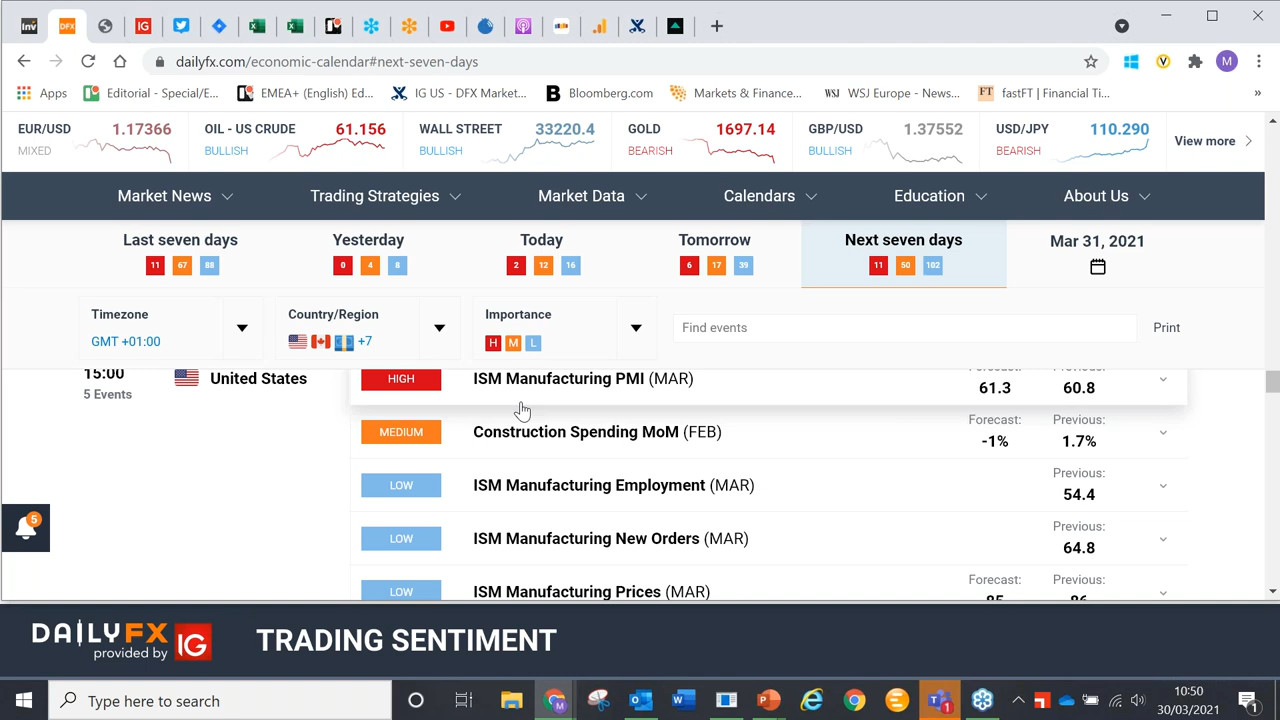 inv
DFX
IG
dailyfx.com/economic-calendar#next-seven-days
V
M
Apps
Editorial - Special/E...
EMEA+ (English) Ed...
IG US - DFX Market...
B
Bloomberg.com
Markets & Finance...
WSJ
WSJ Europe - News...
FT
fastFT | Financial Ti...
»
EUR/USD 1.17366
MIXED
OIL - US CRUDE 61.156
BULLISH
WALL STREET 33220.4
BULLISH
GOLD 1697.14
BEARISH
GBP/USD 1.37552
BULLISH
USD/JPY 110.290
BEARISH
View more
Market News
Trading Strategies
Market Data
Calendars
Education
About Us
Last seven days
11 67 88
Yesterday
0 4 8
Today
2 12 16
Tomorrow
6 17 39
Next seven days
11 50 102
Mar 31, 2021
Timezone
GMT +01:00
Country/Region
+7
Importance
H M L
Find events
Print
15:00
5 Events
United States
HIGH
ISM Manufacturing PMI (MAR)
Forecast:
61.3
Previous:
60.8
MEDIUM
Construction Spending MoM (FEB)
Forecast:
-1%
Previous:
1.7%
LOW
ISM Manufacturing Employment (MAR)
Previous:
54.4
LOW
ISM Manufacturing New Orders (MAR)
Previous:
64.8
LOW
ISM Manufacturing Prices (MAR)
Forecast:
85
Previous:
86
5
DAILYFX
provided by IG
TRADING SENTIMENT
Type here to search
1
10:50
30/03/2021
1